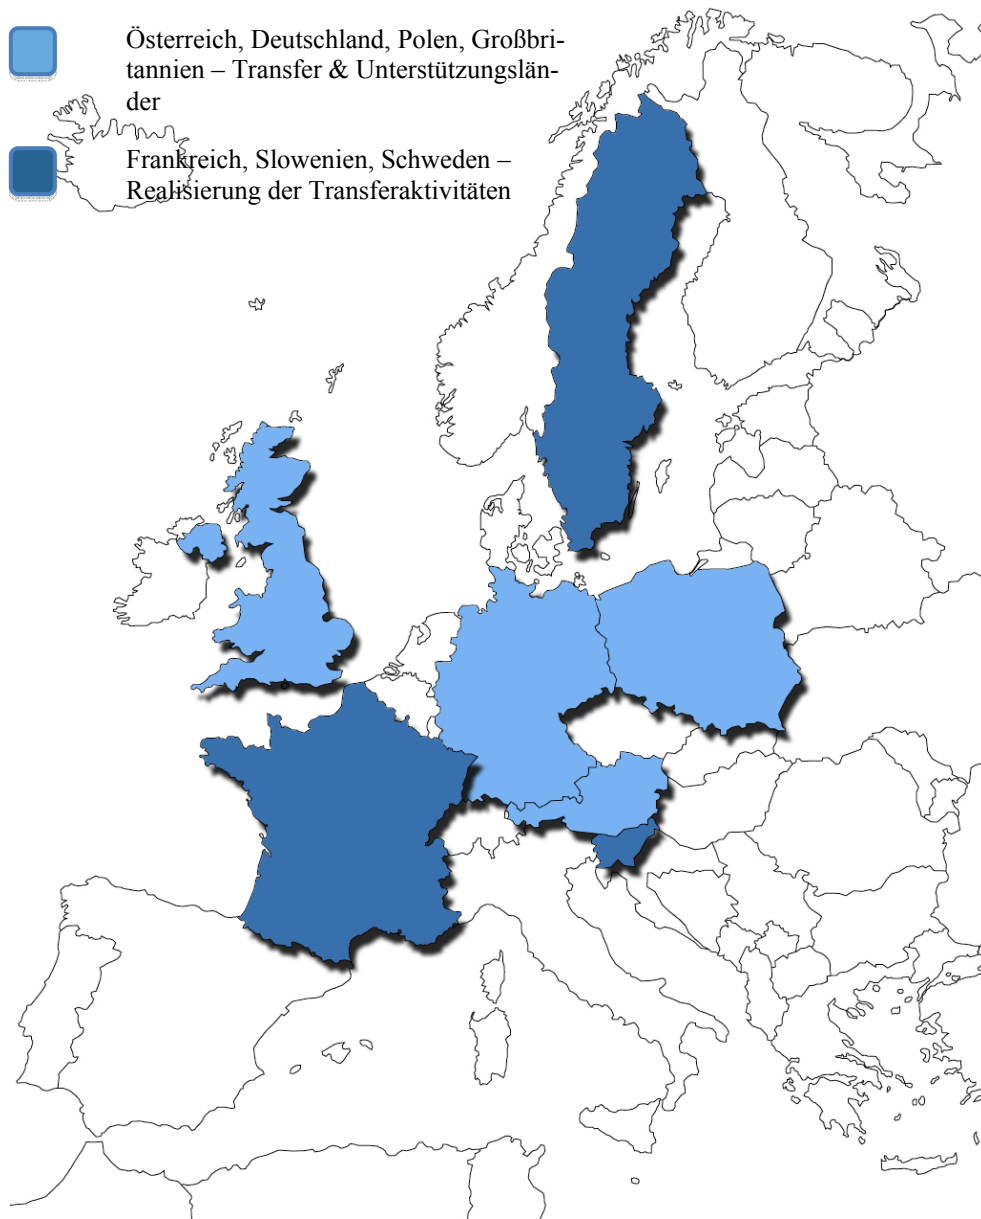 Österreich, Deutschland, Polen, Großbri-
tannien – Transfer & Unterstützungslän-
der
Frankreich, Slowenien, Schweden –
Realisierung der Transferaktivitäten